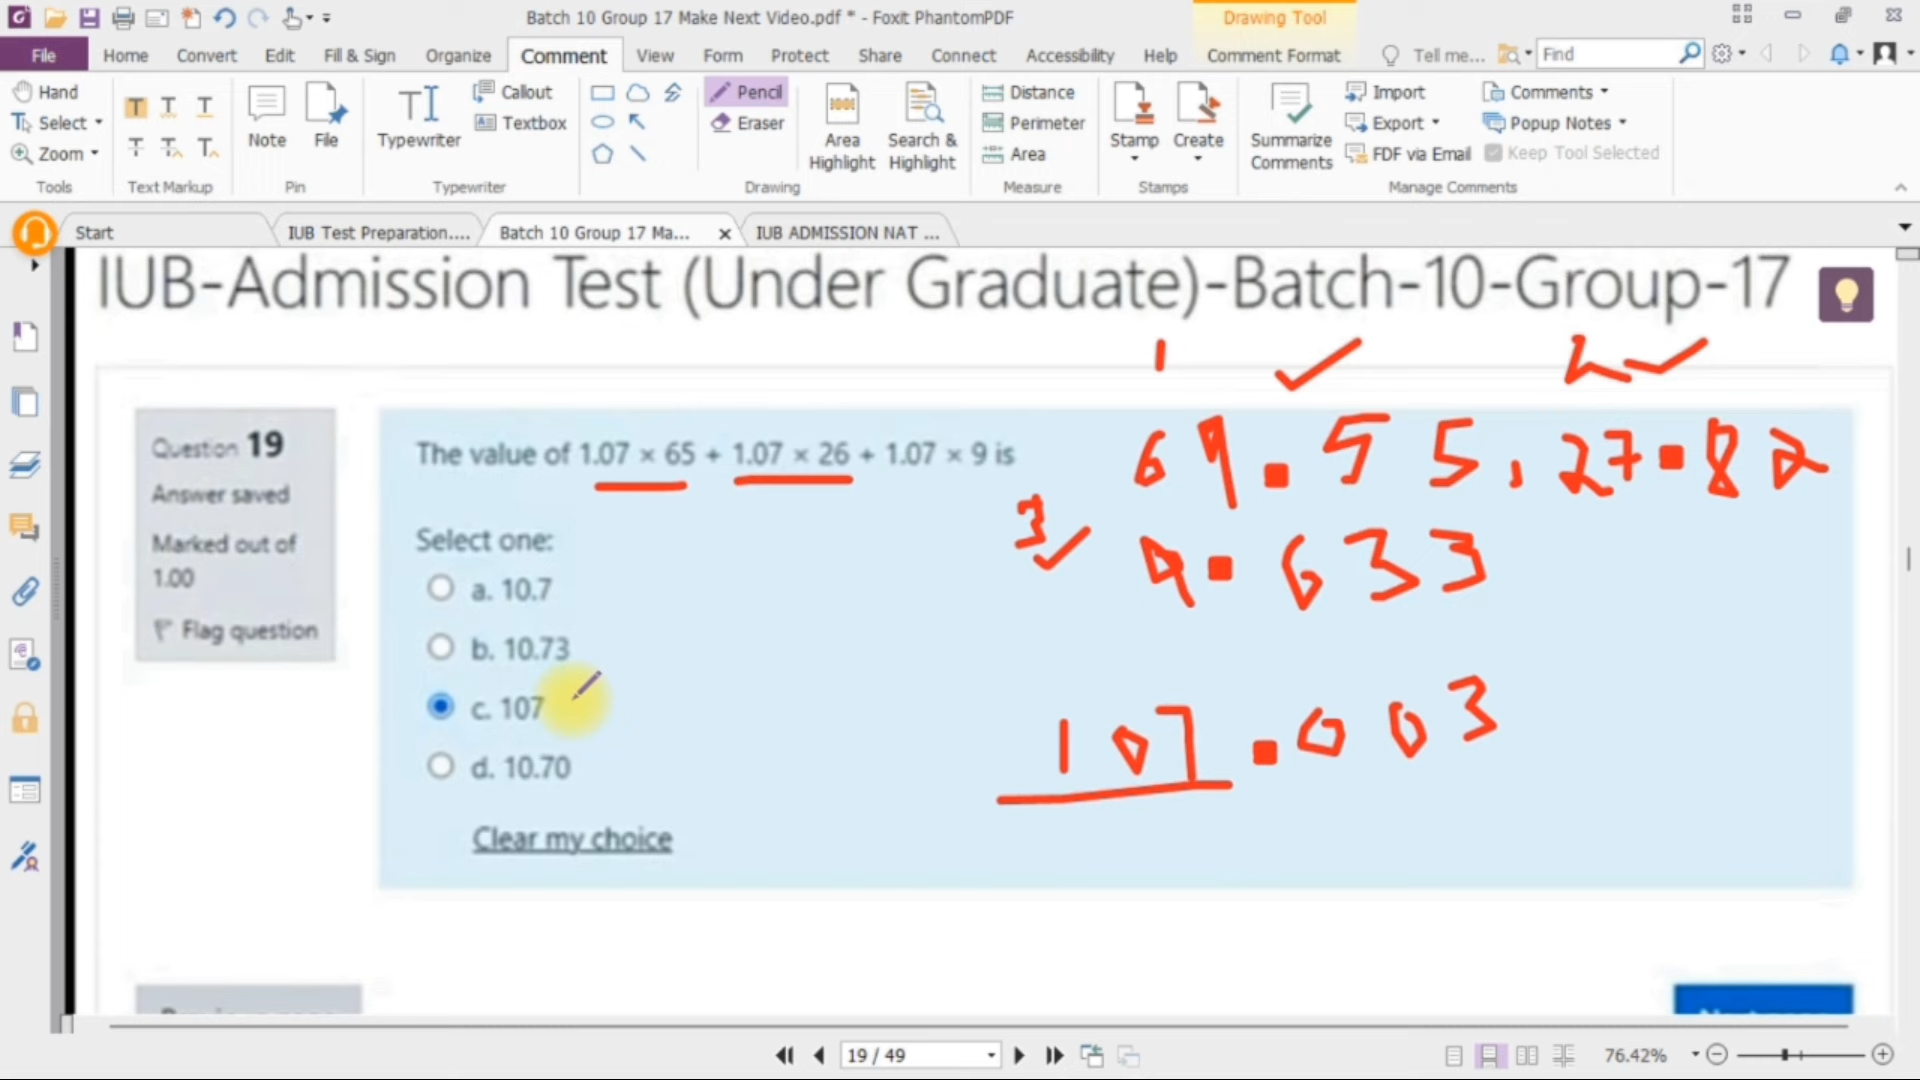 Batch 10 Group 17 Make Next Video.pdf * - Foxit PhantomPDF
Drawing Tool
File Home Convert Edit Fill & Sign Organize Comment View Form Protect Share Connect Accessibility Help Comment Format Tell me... Find
Hand
Select
Zoom
Tools
Text Markup
Note
File
Pin
Typewriter
Callout
Textbox
Typewriter
Pencil
Eraser
Area Highlight
Search & Highlight
Drawing
Distance
Perimeter
Area
Measure
Stamp
Create
Stamps
Summarize Comments
Import
Export
FDF via Email
Comments
Popup Notes
Keep Tool Selected
Manage Comments
Start
IUB Test Preparation....
Batch 10 Group 17 Ma...
IUB ADMISSION NAT ...
IUB-Admission Test (Under Graduate)-Batch-10-Group-17
Question 19
Answer saved
Marked out of
1.00
Flag question
The value of 1.07 × 65 + 1.07 × 26 + 1.07 × 9 is
Select one:
a. 10.7
b. 10.73
c. 107
d. 10.70
Clear my choice
1 2
69.55, 27.82
3 9.633
107.003
19 / 49
76.42%